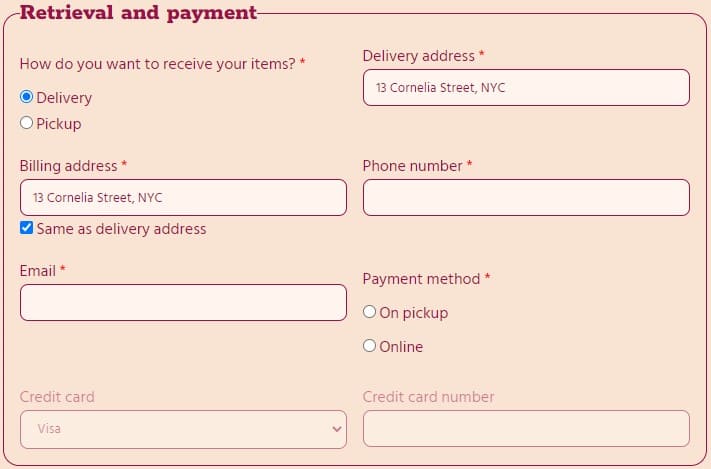 Retrieval and payment
How do you want to receive your items? *
Delivery
Pickup
Delivery address *
13 Cornelia Street, NYC
Billing address *
13 Cornelia Street, NYC
Same as delivery address
Phone number *
Email *
Payment method *
On pickup
Online
Credit card
Visa
Credit card number